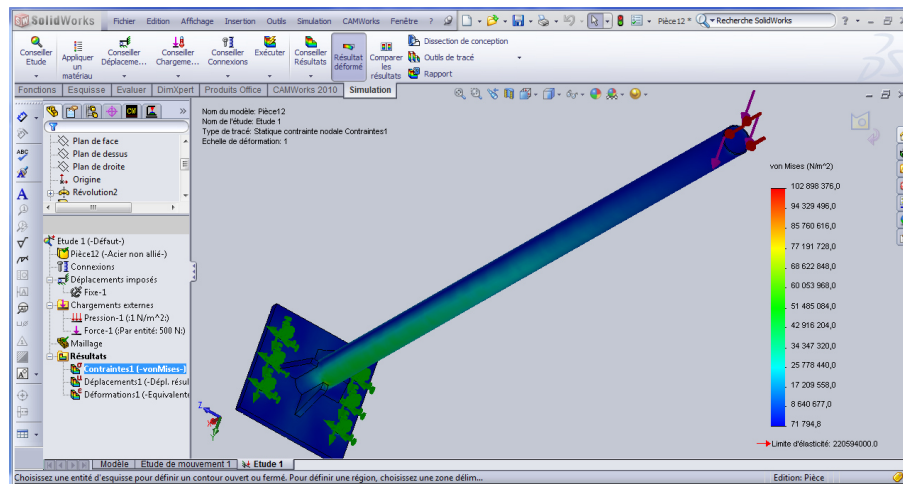 SolidWorks Fichier Edition Affichage Insertion Outils Simulation CAMWorks Fenêtre ? Pièce12 * Recherche SolidWorks ?
Conseiller Etude
Appliquer un matériau
Conseiller Déplaceme...
Conseiller Chargeme...
Conseiller Connexions
Exécuter
Conseiller Résultats
Résultat déformé
Comparer les résultats
Dissection de conception
Outils de tracé
Rapport
Fonctions Esquisse Evaluer DimXpert Produits Office CAMWorks 2010 Simulation
Plan de face
Plan de dessus
Plan de droite
Origine
Révolution2
Etude 1 (-Défaut-)
Pièce12 (-Acier non allié-)
Connexions
Déplacements imposés
Fixe-1
Chargements externes
Pression-1 (:1 N/m^2:)
Force-1 (:Par entité: 500 N:)
Maillage
Résultats
Contraintes1 (-vonMises-)
Déplacements1 (-Dépl. résul
Déformations1 (-Equivalente
Nom du modèle: Pièce12
Nom de l'étude: Etude 1
Type de tracé: Statique contrainte nodale Contraintes1
Echelle de déformation: 1
von Mises (N/m^2)
102 898 376,0
94 329 496,0
85 760 616,0
77 191 728,0
68 622 848,0
60 053 968,0
51 485 084,0
42 916 204,0
34 347 320,0
25 778 440,0
17 209 558,0
8 640 677,0
71 794,8
Limite d'élasticité: 220594000.0
Z
X
Y
Modèle Etude de mouvement 1 Etude 1
Choisissez une entité d'esquisse pour définir un contour ouvert ou fermé. Pour définir une région, choisissez une zone délim... Edition: Pièce